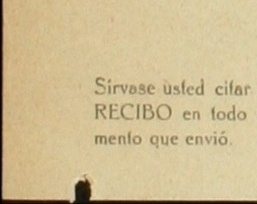 Sírvase usted citar
RECIBO en todo
mento que envió.